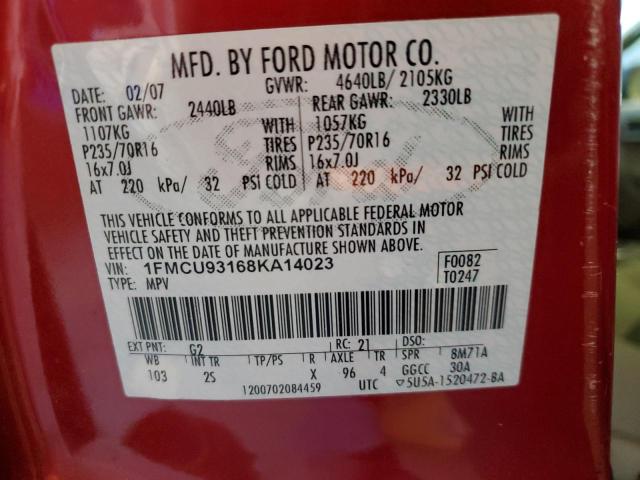 MFD. BY FORD MOTOR CO.
DATE: 02/07 GVWR: 4640LB/ 2105KG
FRONT GAWR: 2440LB REAR GAWR: 2330LB
1107KG WITH 1057KG WITH
P235/70R16 TIRES P235/70R16 TIRES
16x7.0J RIMS 16x7.0J RIMS
AT 220 kPa/ 32 PSI COLD AT 220 kPa/ 32 PSI COLD
THIS VEHICLE CONFORMS TO ALL APPLICABLE FEDERAL MOTOR
VEHICLE SAFETY AND THEFT PREVENTION STANDARDS IN
EFFECT ON THE DATE OF MANUFACTURE SHOWN ABOVE.
VIN: 1FMCU93168KA14023 F0082
TYPE: MPV T0247
EXT PNT: G2 RC: 21 DSO:
WB INT TR TP/PS R AXLE TR SPR 8M71A
103 2S X 96 4 GGCC 30A
1200702084459 UTC ▽5U5A-1520472-BA